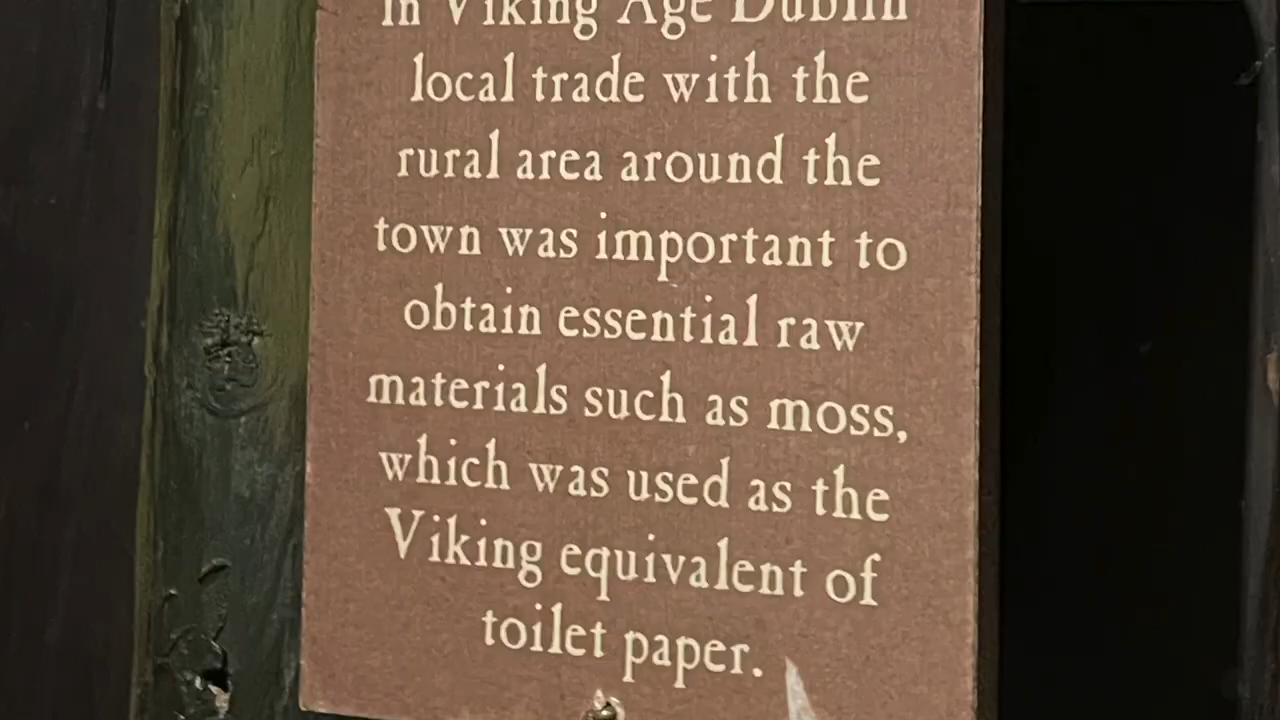 in Viking Age Dublin
local trade with the
rural area around the
town was important to
obtain essential raw
materials such as moss,
which was used as the
Viking equivalent of
toilet paper.